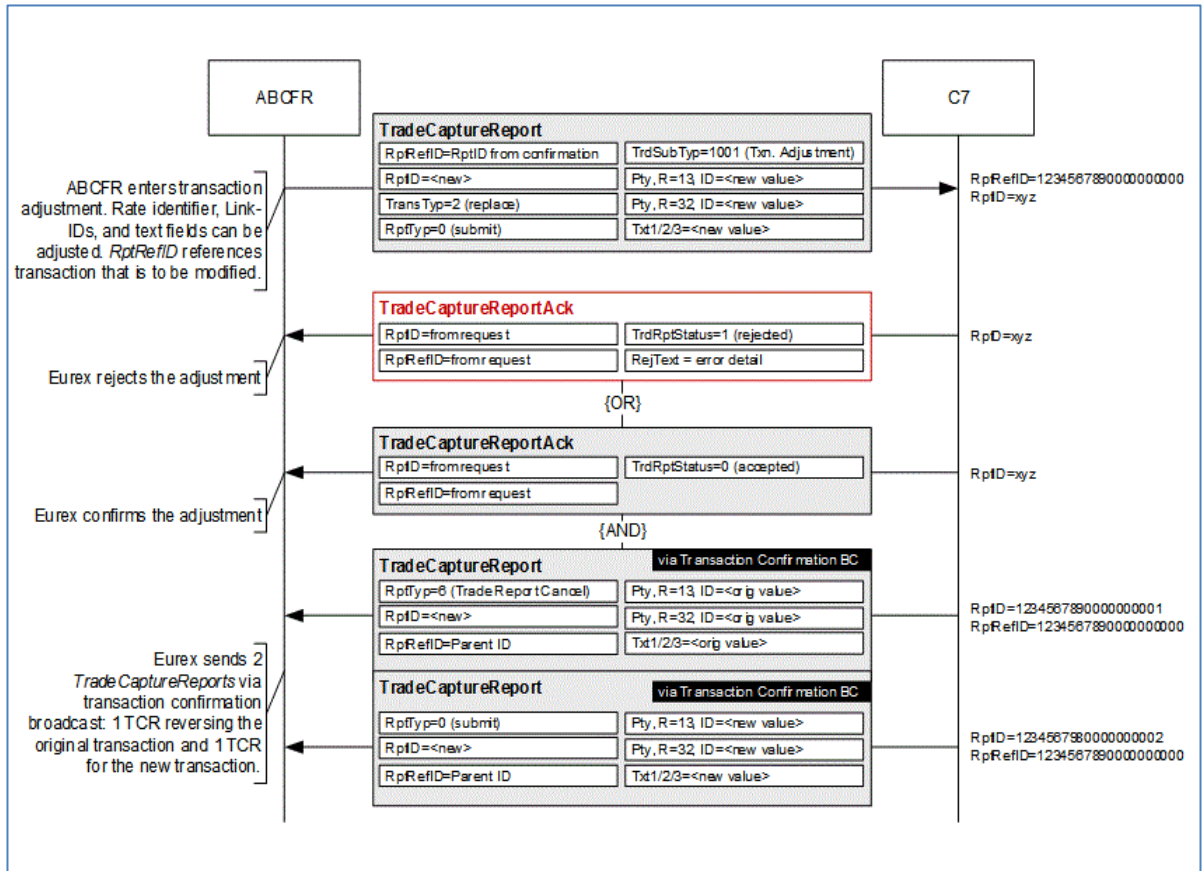 ABCFR
C7
TradeCaptureReport
RptRefID=RptID from confirmation
TrdSubTyp=1001 (Txn. Adjustment)
RptID=<new>
Pty, R=13, ID=<new value>
TransTyp=2 (replace)
Pty, R=32, ID=<new value>
RptTyp=0 (submit)
Txt1/2/3=<new value>
ABCFR enters transaction
adjustment. Rate identifier, Link-
IDs, and text fields can be
adjusted. RptRefID references
transaction that is to be modified.
RptRefID=1234567890000000000
RptID=xyz
TradeCaptureReportAck
RptID=from request
TrdRptStatus=1 (rejected)
RptRefID=from request
RejText = error detail
RptID=xyz
Eurex rejects the adjustment
{OR}
TradeCaptureReportAck
RptID=from request
TrdRptStatus=0 (accepted)
RptRefID=from request
RptID=xyz
Eurex confirms the adjustment
{AND}
via Transaction Confirmation BC
TradeCaptureReport
RptTyp=6 (TradeReportCancel)
Pty, R=13, ID=<orig value>
RptID=<new>
Pty, R=32, ID=<orig value>
RptRefID=Parent ID
Txt1/2/3=<orig value>
RptID=1234567890000000001
RptRefID=1234567890000000000
Eurex sends 2
TradeCaptureReports via
transaction confirmation
broadcast: 1 TCR reversing the
original transaction and 1 TCR
for the new transaction.
TradeCaptureReport
via Transaction Confirmation BC
RptTyp=0 (submit)
Pty, R=13, ID=<new value>
RptID=<new>
Pty, R=32, ID=<new value>
RptRefID=Parent ID
Txt1/2/3=<new value>
RptID=1234567980000000002
RptRefID=1234567890000000000